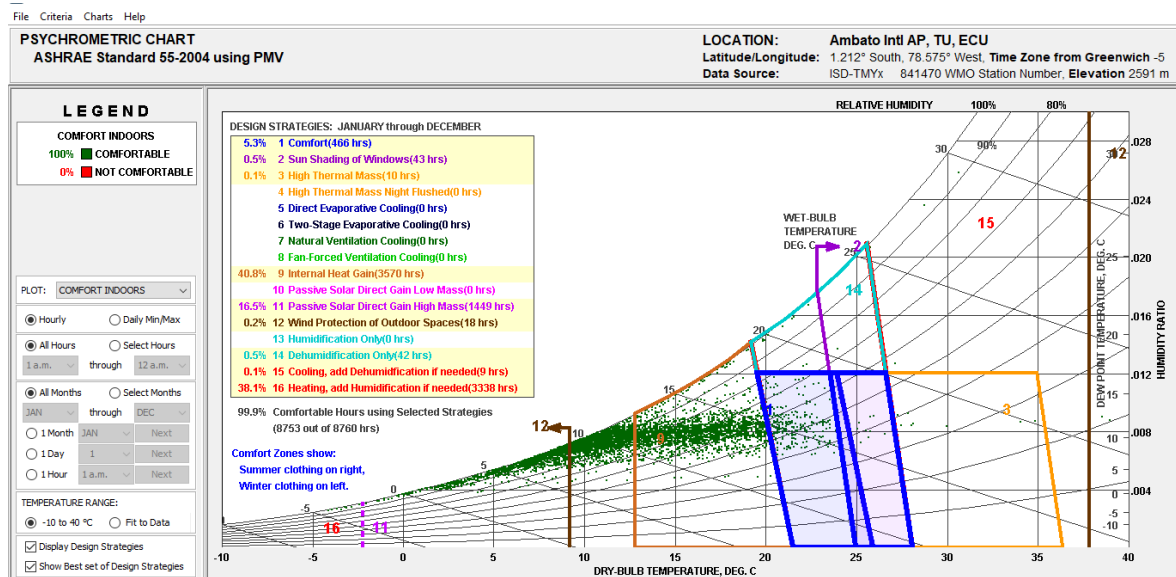 File Criteria Charts Help
PSYCHROMETRIC CHART
ASHRAE Standard 55-2004 using PMV
LOCATION: Ambato Intl AP, TU, ECU
Latitude/Longitude: 1.212° South, 78.575° West, Time Zone from Greenwich -5
Data Source: ISD-TMYx 841470 WMO Station Number, Elevation 2591 m
LEGEND
COMFORT INDOORS
100% COMFORTABLE
0% NOT COMFORTABLE
PLOT: COMFORT INDOORS
Hourly Daily Min/Max
All Hours Select Hours
1 a.m. through 12 a.m.
All Months Select Months
JAN through DEC
1 Month JAN Next
1 Day 1 Next
1 Hour 1 a.m. Next
TEMPERATURE RANGE:
-10 to 40 °C Fit to Data
Display Design Strategies
Show Best set of Design Strategies
RELATIVE HUMIDITY 100% 80%
90%
DESIGN STRATEGIES: JANUARY through DECEMBER
5.3% 1 Comfort(466 hrs)
0.5% 2 Sun Shading of Windows(43 hrs)
0.1% 3 High Thermal Mass(10 hrs)
4 High Thermal Mass Night Flushed(0 hrs)
5 Direct Evaporative Cooling(0 hrs)
6 Two-Stage Evaporative Cooling(0 hrs)
7 Natural Ventilation Cooling(0 hrs)
8 Fan-Forced Ventilation Cooling(0 hrs)
40.8% 9 Internal Heat Gain(3570 hrs)
10 Passive Solar Direct Gain Low Mass(0 hrs)
16.5% 11 Passive Solar Direct Gain High Mass(1449 hrs)
0.2% 12 Wind Protection of Outdoor Spaces(18 hrs)
13 Humidification Only(0 hrs)
0.5% 14 Dehumidification Only(42 hrs)
0.1% 15 Cooling, add Dehumidification if needed(9 hrs)
38.1% 16 Heating, add Humidification if needed(3338 hrs)
99.9% Comfortable Hours using Selected Strategies
(8753 out of 8760 hrs)
Comfort Zones show:
Summer clothing on right,
Winter clothing on left.
WET-BULB
TEMPERATURE
DEG. C
-5 0 5 10 15 20 25 30
16 11 12 9 2 14 15 12 3
.028
.024
.020
.016
.012
.008
.004
HUMIDITY RATIO
DEW POINT TEMPERATURE, DEG. C
30
15
10
5
0
-5
-10
-10 -5 0 5 10 15 20 25 30 35 40
DRY-BULB TEMPERATURE, DEG. C